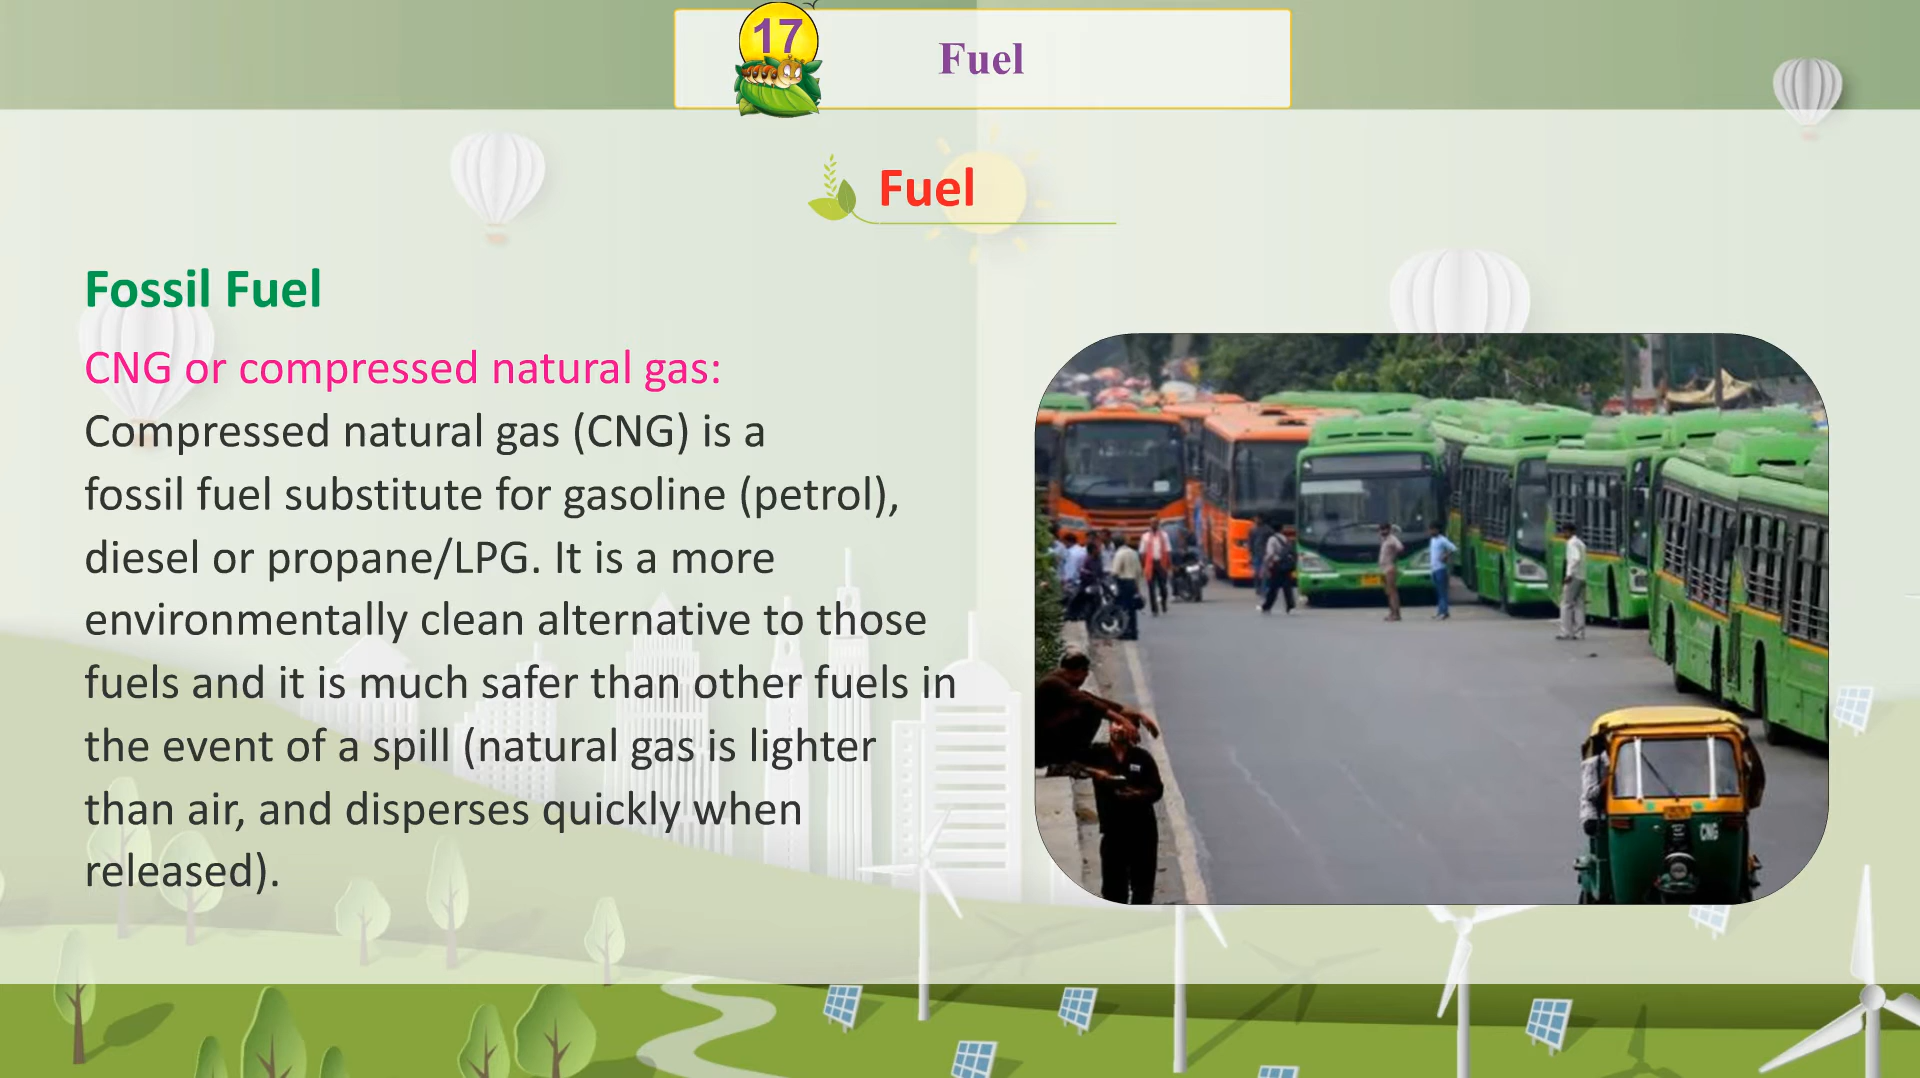 17
Fuel
Fuel
Fossil Fuel
CNG or compressed natural gas:
Compressed natural gas (CNG) is a
fossil fuel substitute for gasoline (petrol),
diesel or propane/LPG. It is a more
environmentally clean alternative to those
fuels and it is much safer than other fuels in
the event of a spill (natural gas is lighter
than air, and disperses quickly when
released).
CNG